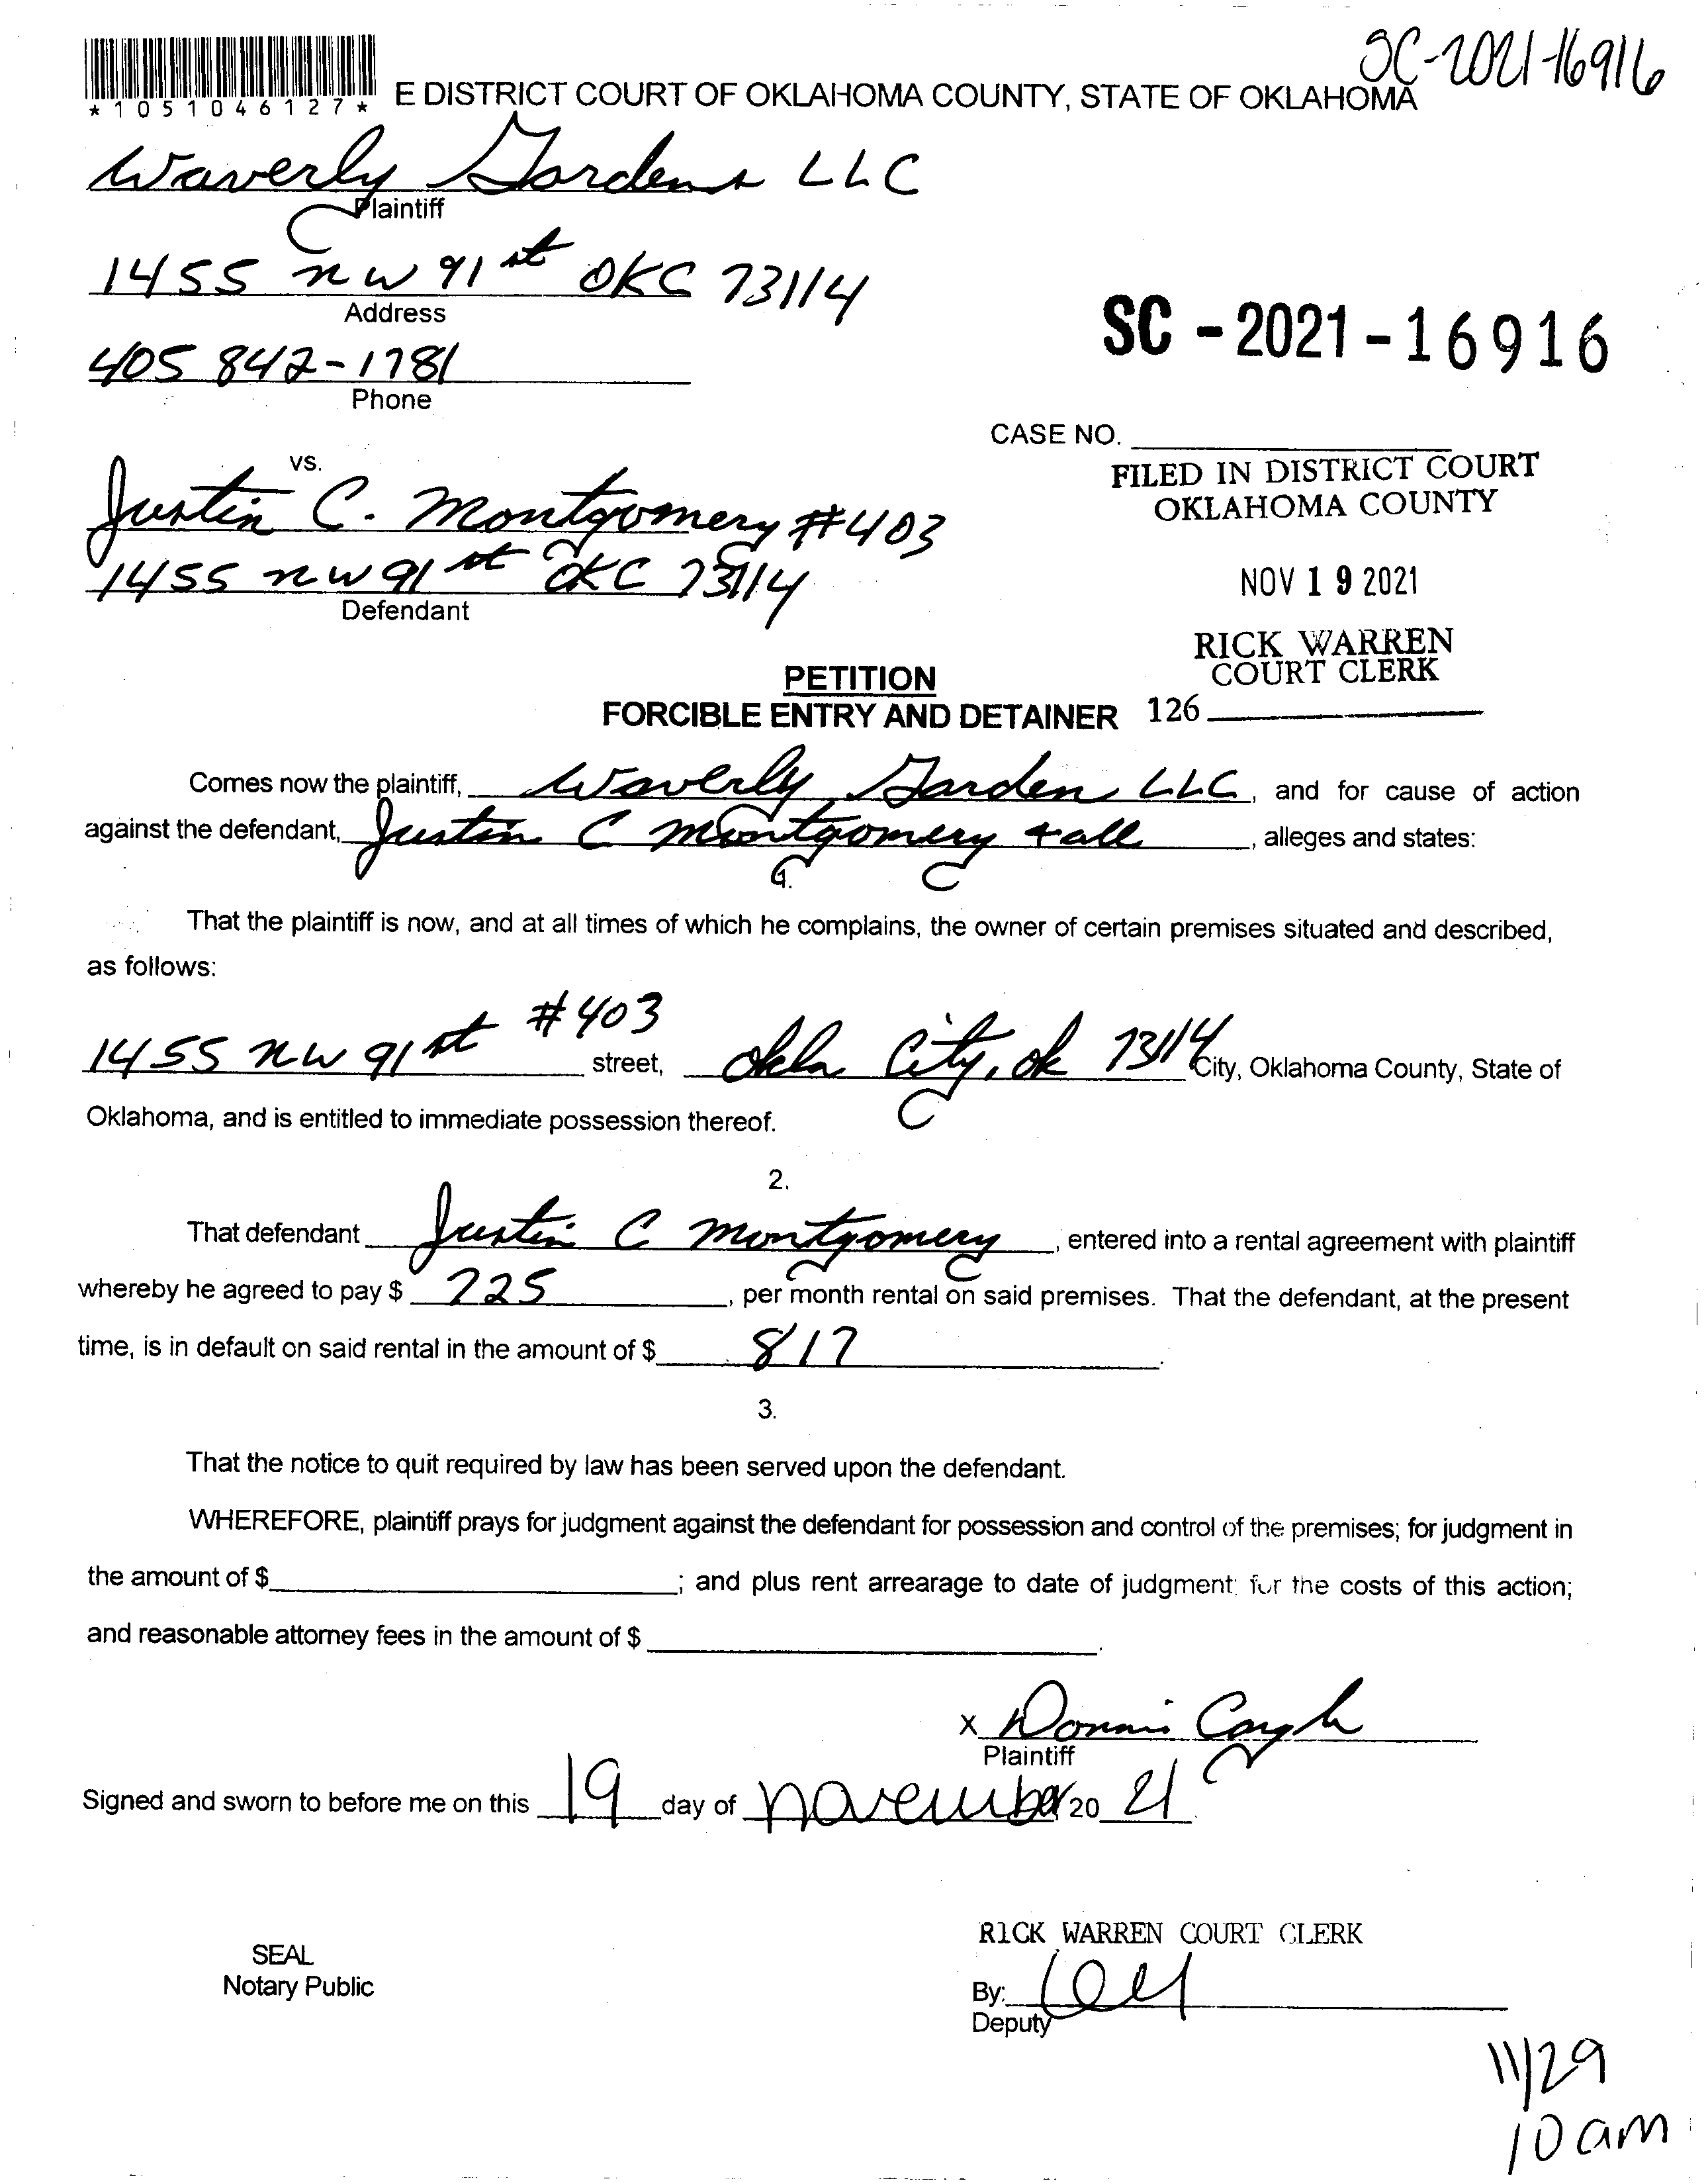 SC-2021-16916
*1051046127* E DISTRICT COURT OF OKLAHOMA COUNTY, STATE OF OKLAHOMA
Waverly Gardens LLC
Plaintiff
1455 NW 91st OKC 73114
Address
405 842-1781
Phone
SC-2021-16916
CASE NO.
vs.
FILED IN DISTRICT COURT
OKLAHOMA COUNTY
Justin C. Montgomery #403
1455 NW 91st OKC 73114
Defendant
NOV 19 2021
RICK WARREN
COURT CLERK
PETITION
FORCIBLE ENTRY AND DETAINER 126
Comes now the plaintiff, Waverly Garden LLC, and for cause of action
against the defendant, Justin C Montgomery + all, alleges and states:
1.
That the plaintiff is now, and at all times of which he complains, the owner of certain premises situated and described,
as follows:
1455 NW 91st #403 street, Okla City, ok 73114 City, Oklahoma County, State of
Oklahoma, and is entitled to immediate possession thereof.
2.
That defendant Justin C Montgomery, entered into a rental agreement with plaintiff
whereby he agreed to pay $ 725, per month rental on said premises. That the defendant, at the present
time, is in default on said rental in the amount of $ 817.
3.
That the notice to quit required by law has been served upon the defendant.
WHEREFORE, plaintiff prays for judgment against the defendant for possession and control of the premises; for judgment in
the amount of $ ; and plus rent arrearage to date of judgment; for the costs of this action;
and reasonable attorney fees in the amount of $ .
X
Plaintiff
Signed and sworn to before me on this 19 day of November 20 21.
RICK WARREN COURT CLERK
SEAL
Notary Public
By:
Deputy
11/29
10am